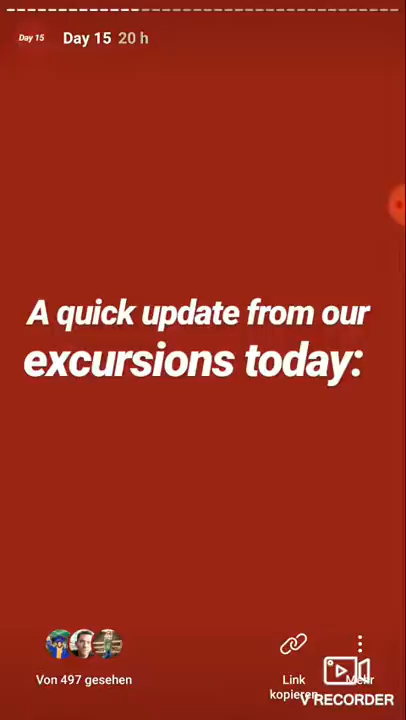 Day 15
Day 15 20 h
A quick update from our
excursions today:
Von 497 gesehen
Link
kopieren
Mehr
V RECORDER